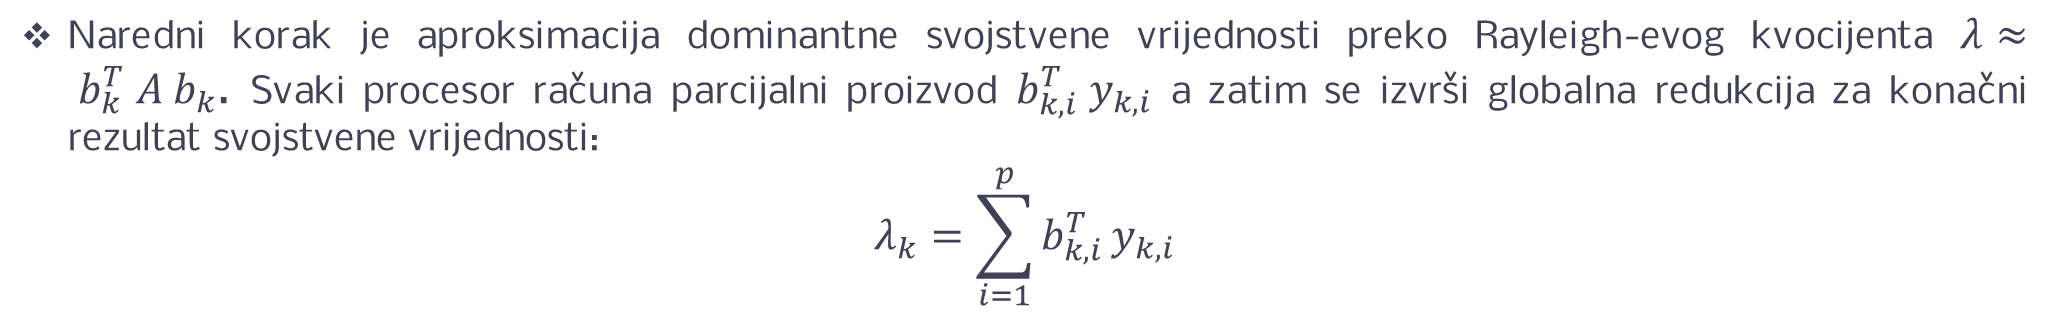 ❖ Naredni korak je aproksimacija dominantne svojstvene vrijednosti preko Rayleigh-evog kvocijenta λ ≈
b_k^T A b_k. Svaki procesor računa parcijalni proizvod b_{k,i}^T y_{k,i} a zatim se izvrši globalna redukcija za konačni
rezultat svojstvene vrijednosti:
λ_k = \sum_{i=1}^{p} b_{k,i}^T y_{k,i}